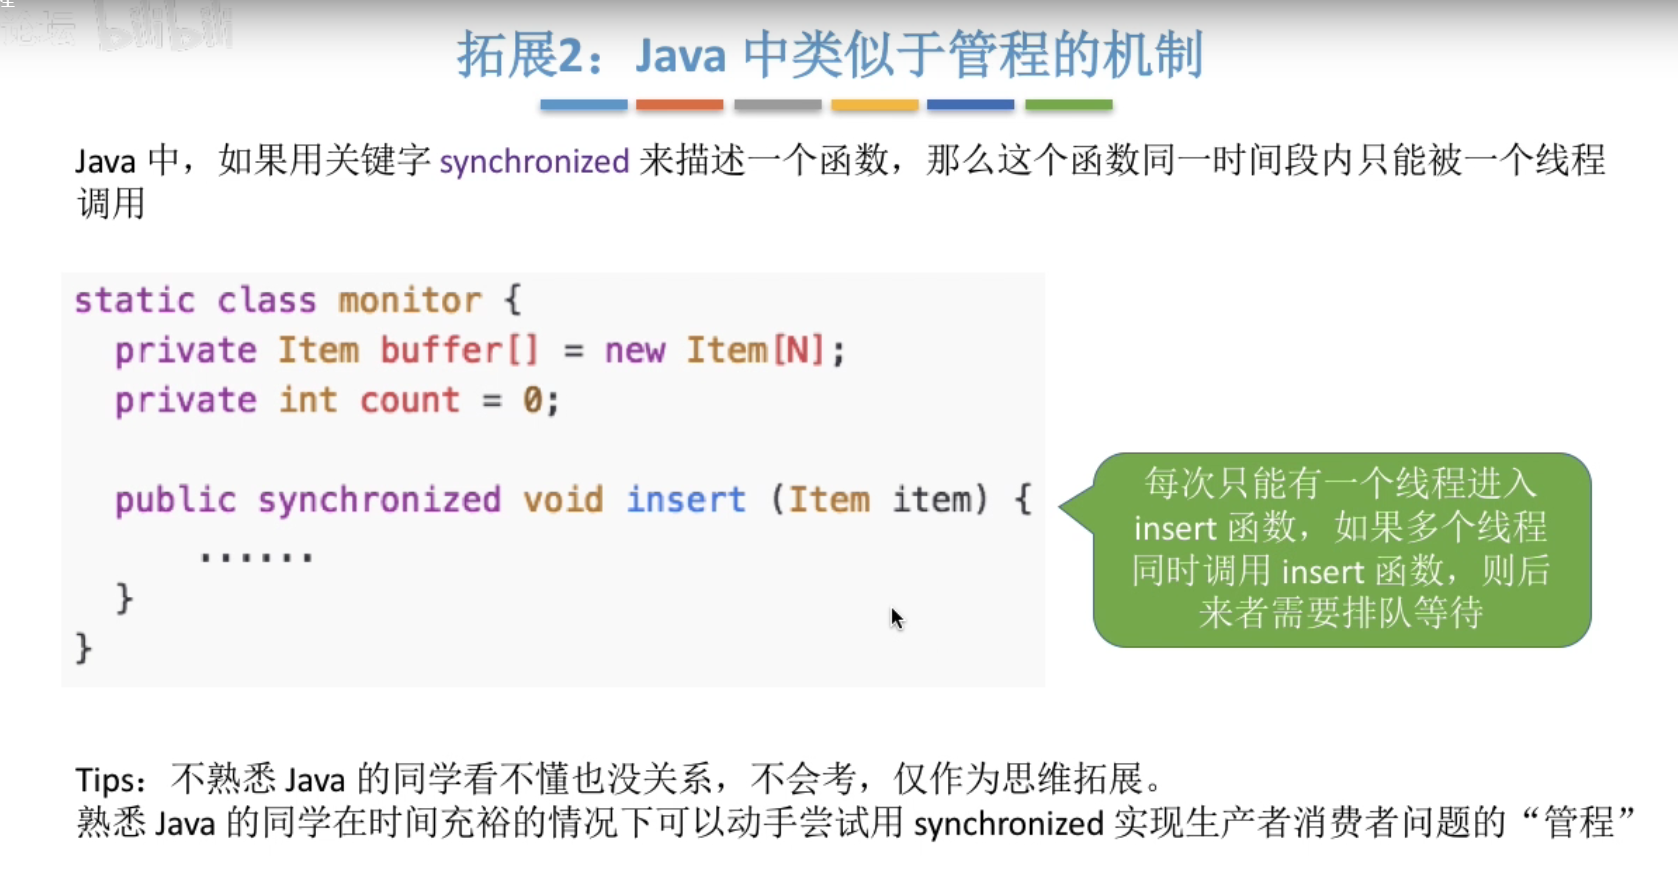 论坛 bilibili
拓展2：Java 中类似于管程的机制
Java 中，如果用关键字 synchronized 来描述一个函数，那么这个函数同一时间段内只能被一个线程
调用
static class monitor {
private Item buffer[] = new Item[N];
private int count = 0;
public synchronized void insert (Item item) {
......
}
}
每次只能有一个线程进入
insert 函数，如果多个线程
同时调用 insert 函数，则后
来者需要排队等待
Tips：不熟悉 Java 的同学看不懂也没关系，不会考，仅作为思维拓展。
熟悉 Java 的同学在时间充裕的情况下可以动手尝试用 synchronized 实现生产者消费者问题的“管程”